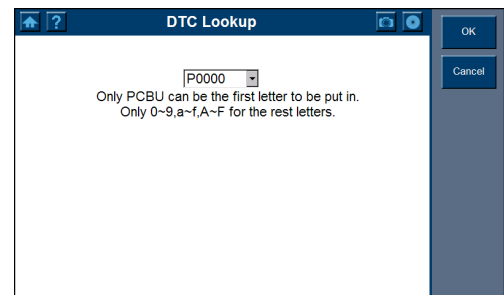 ?
DTC Lookup
OK
Cancel
P0000
Only PCBU can be the first letter to be put in.
Only 0~9,a~f,A~F for the rest letters.